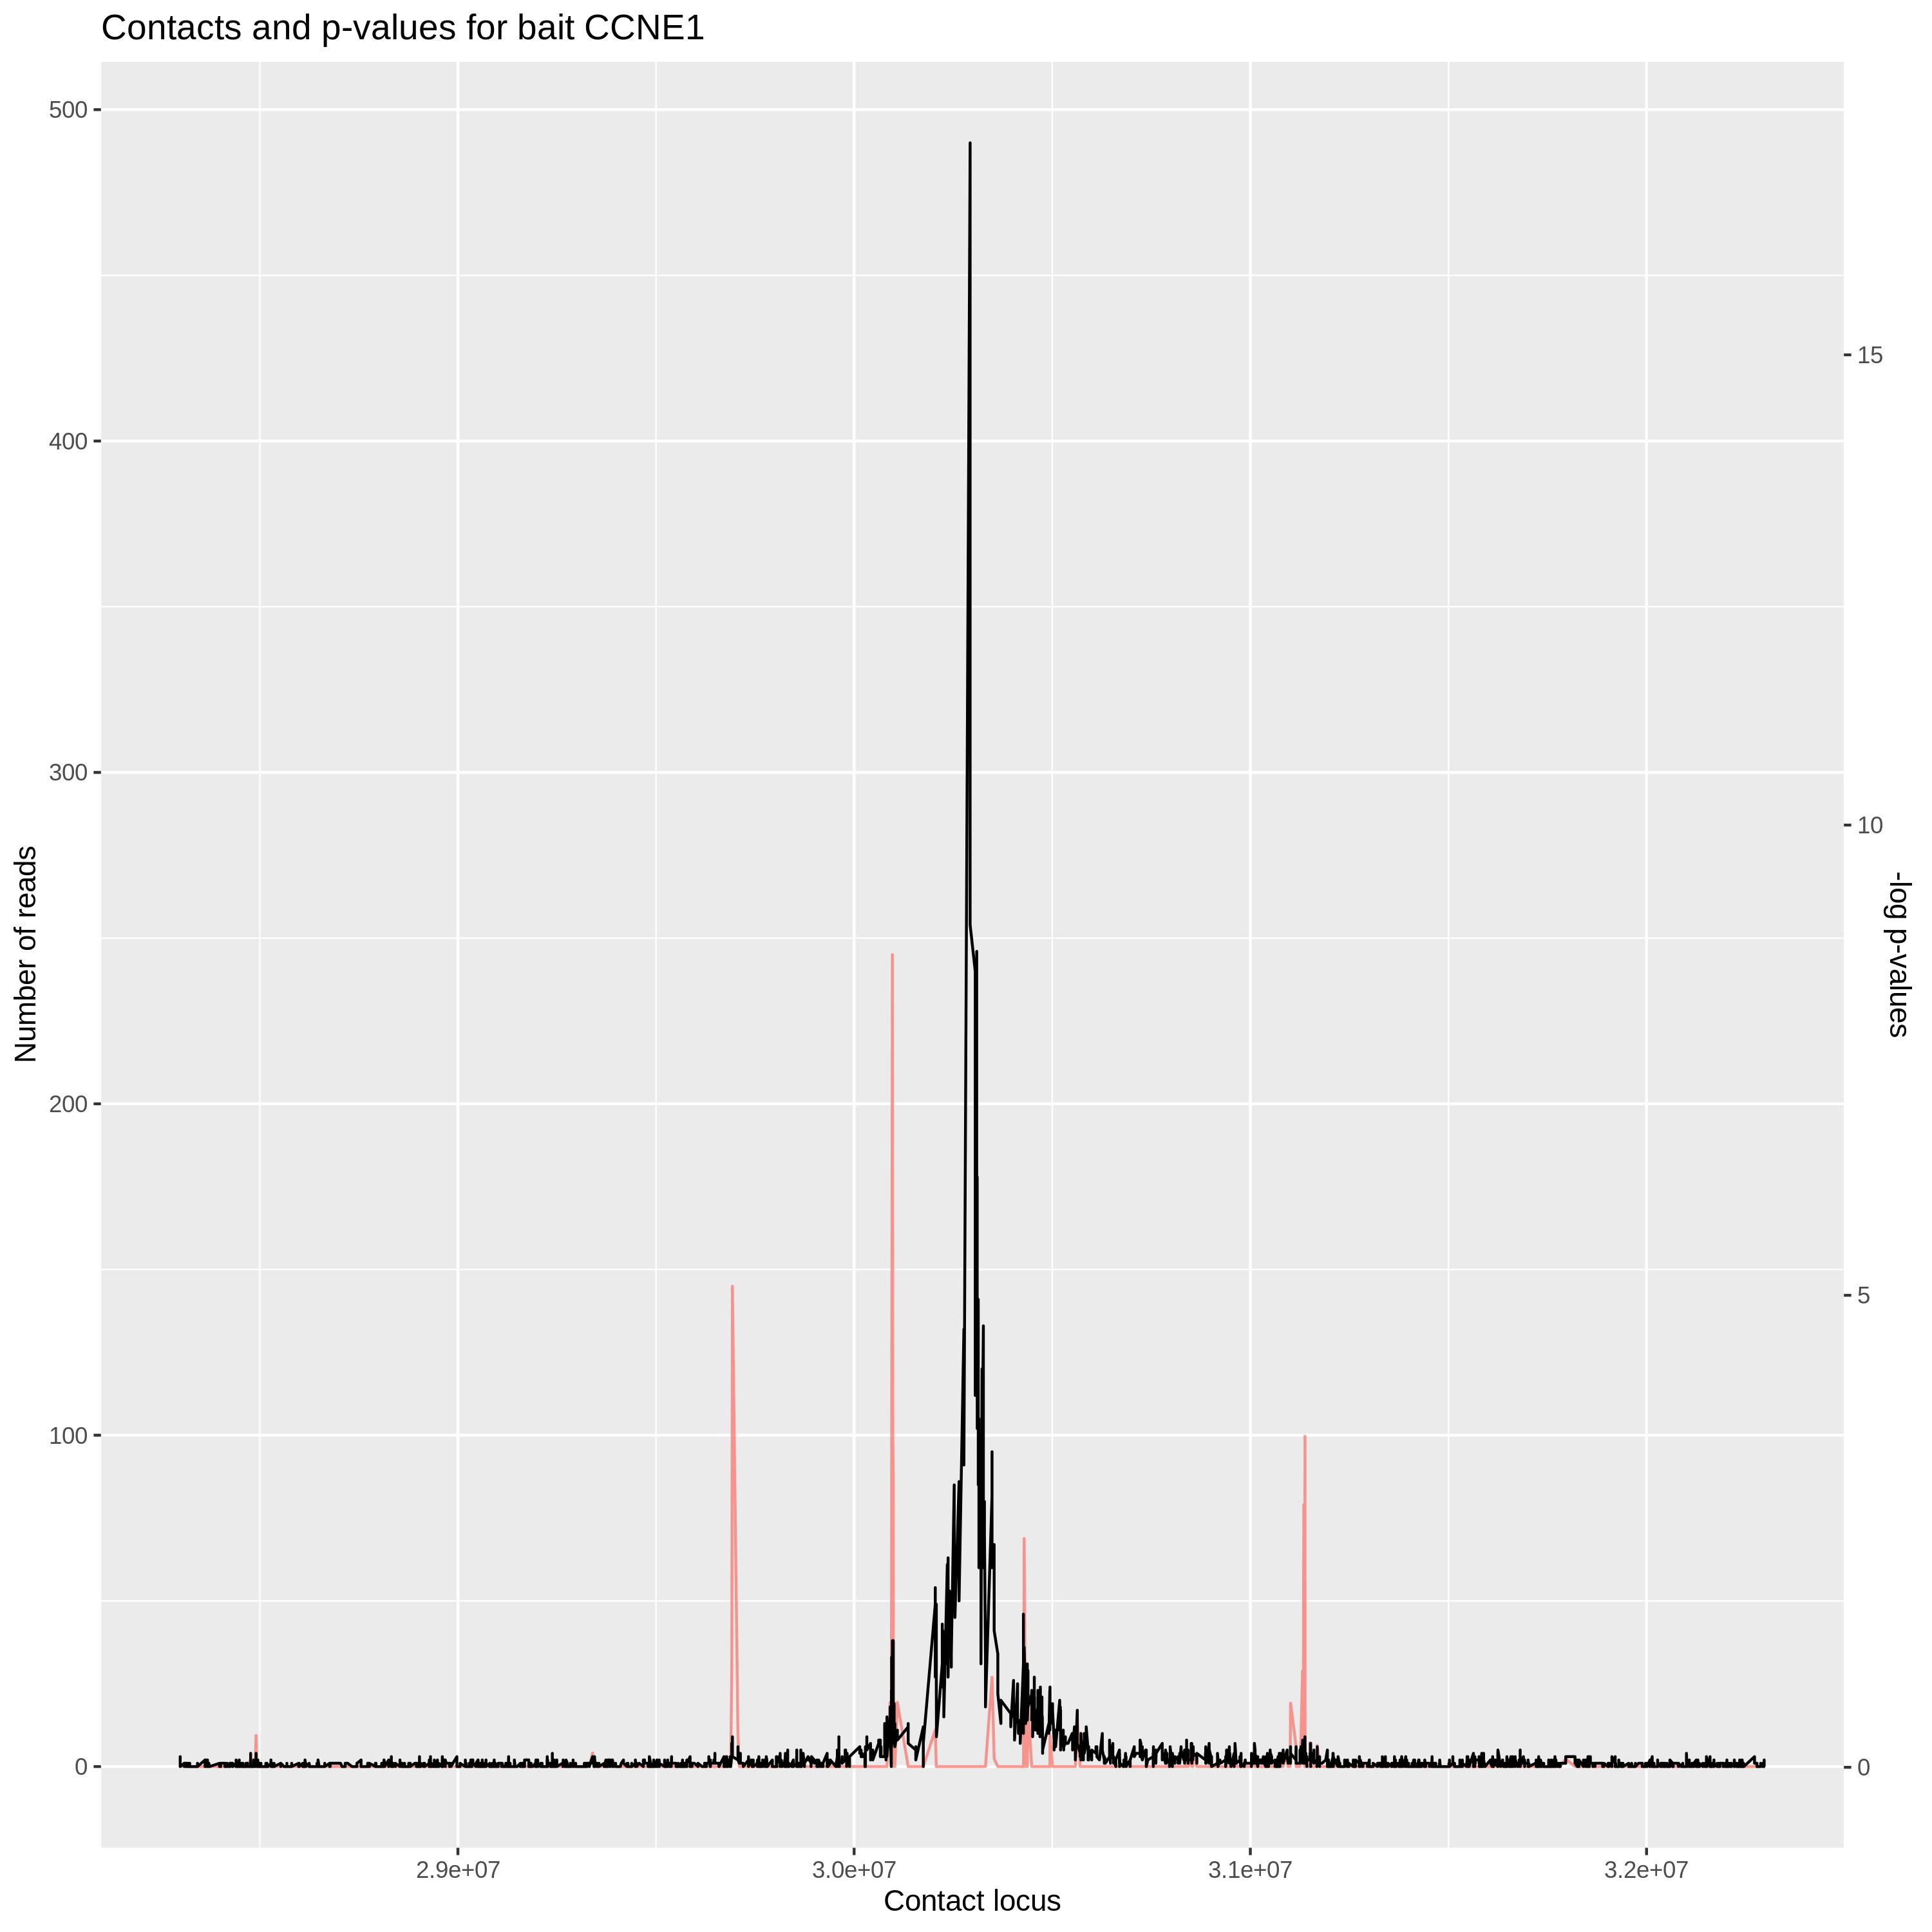 Contacts and p-values for bait CCNE1
500
400
300
200
100
0
Number of reads
15
10
5
0
-log p-values
2.9e+07
3.0e+07
3.1e+07
3.2e+07
Contact locus